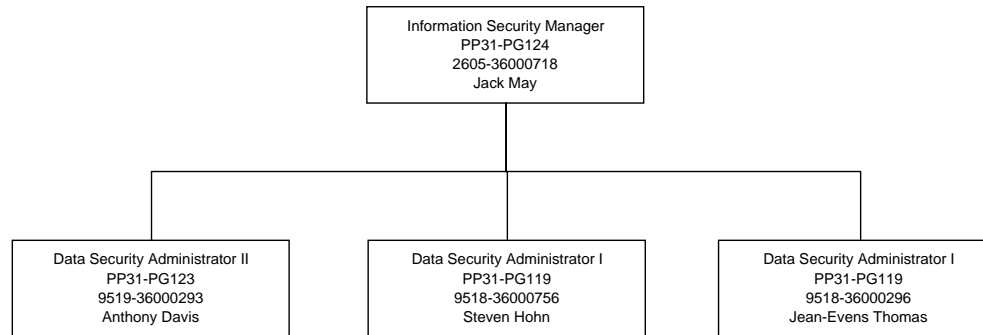 Information Security Manager
PP31-PG124
2605-36000718
Jack May
Data Security Administrator II
PP31-PG123
9519-36000293
Anthony Davis
Data Security Administrator I
PP31-PG119
9518-36000756
Steven Hohn
Data Security Administrator I
PP31-PG119
9518-36000296
Jean-Evens Thomas